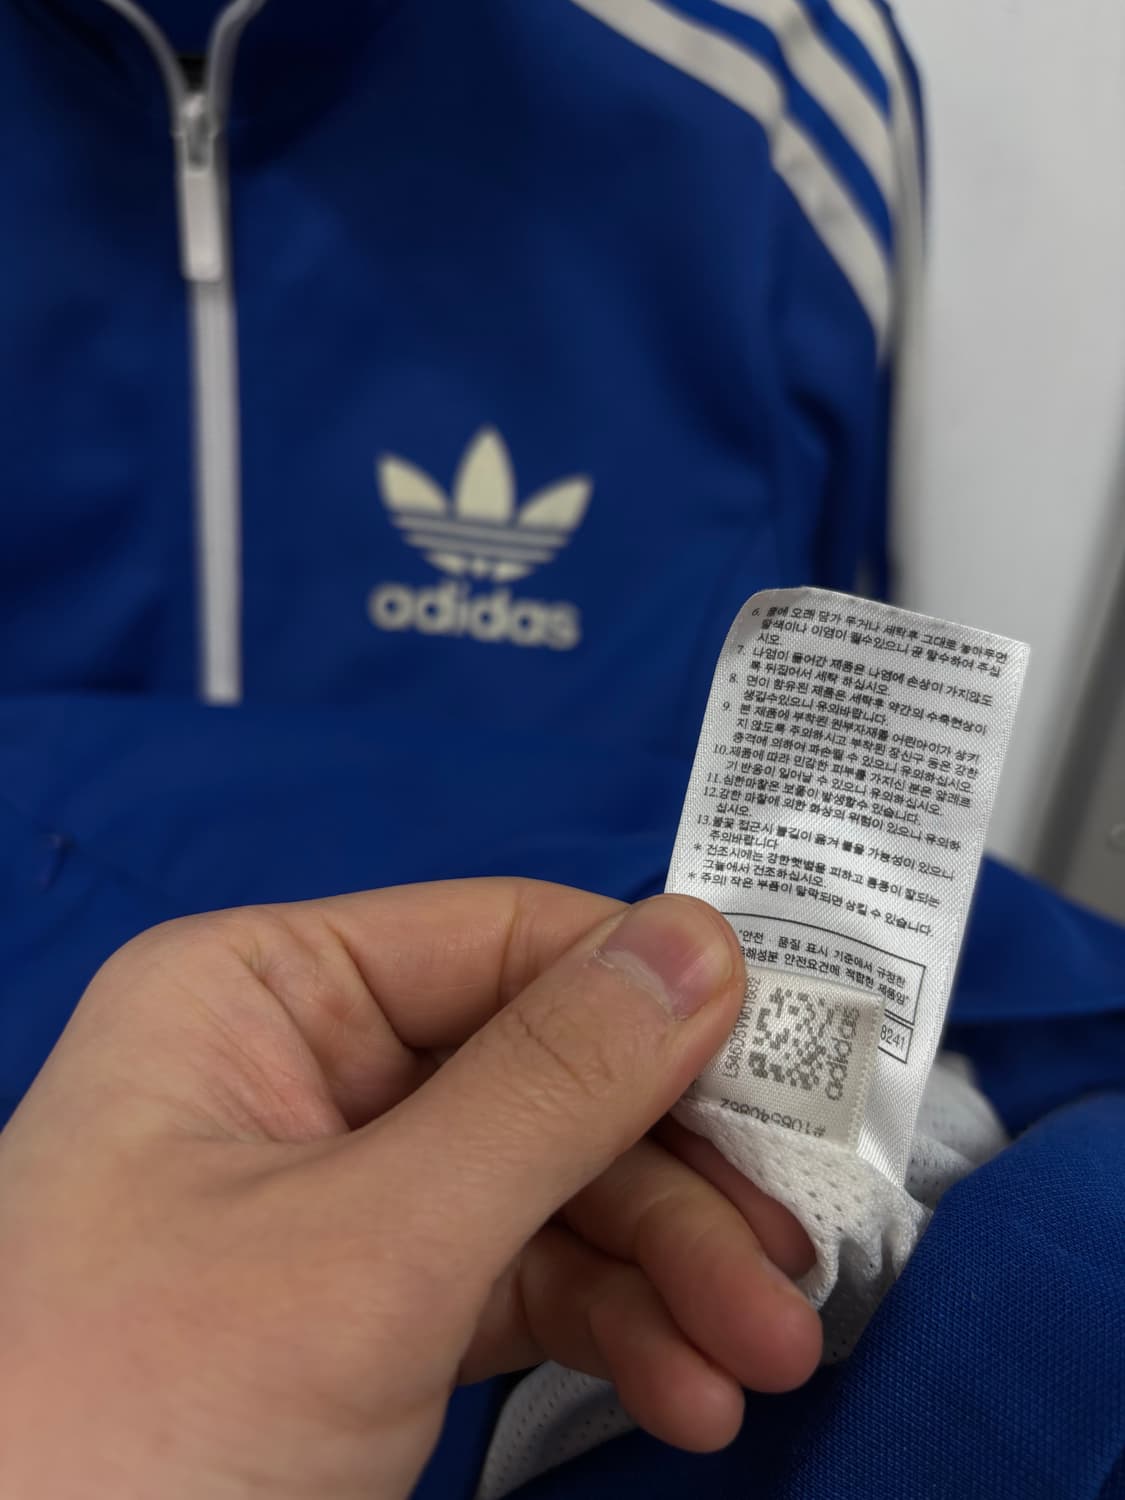 adidas
6. 물에 오래 담가 두거나 세탁후 그대로 놓아두면
탈색이나 이염이 될수있으니 곧 탈수하여 주십
시오.
7. 나염이 들어간 제품은 나염에 손상이 가지않도
록 뒤집어서 세탁 하십시오.
8. 면이 함유된 제품은 세탁후 약간의 수축현상이
생길수있으니 유의바랍니다.
9. 본 제품에 부착된 원부자재를 어린아이가 삼키
지 않도록 주의하시고 부착된 장신구 등은 강한
충격에 의하여 파손될 수 있으니 유의하십시오.
10.제품에 따라 민감한 피부를 가지신 분은 알레르
기 반응이 일어날 수 있으니 유의하십시오.
11.심한마찰은 보풀이 발생할수 있습니다.
12.강한 마찰에 의한 화상의 위험이 있으니 유의하
십시오.
13.불꽃 접근시 불길이 옮겨 붙을 가능성이 있으니
주의바랍니다
* 건조시에는 강한햇볕을 피하고 통풍이 잘되는
그늘에서 건조하십시오.
* 주의! 작은 부품이 탈락되면 삼킬 수 있습니다.
"안전 · 품질 표시 기준에서 규정한
유해성분 안전요건에 적합한 제품임"
8241
adidas